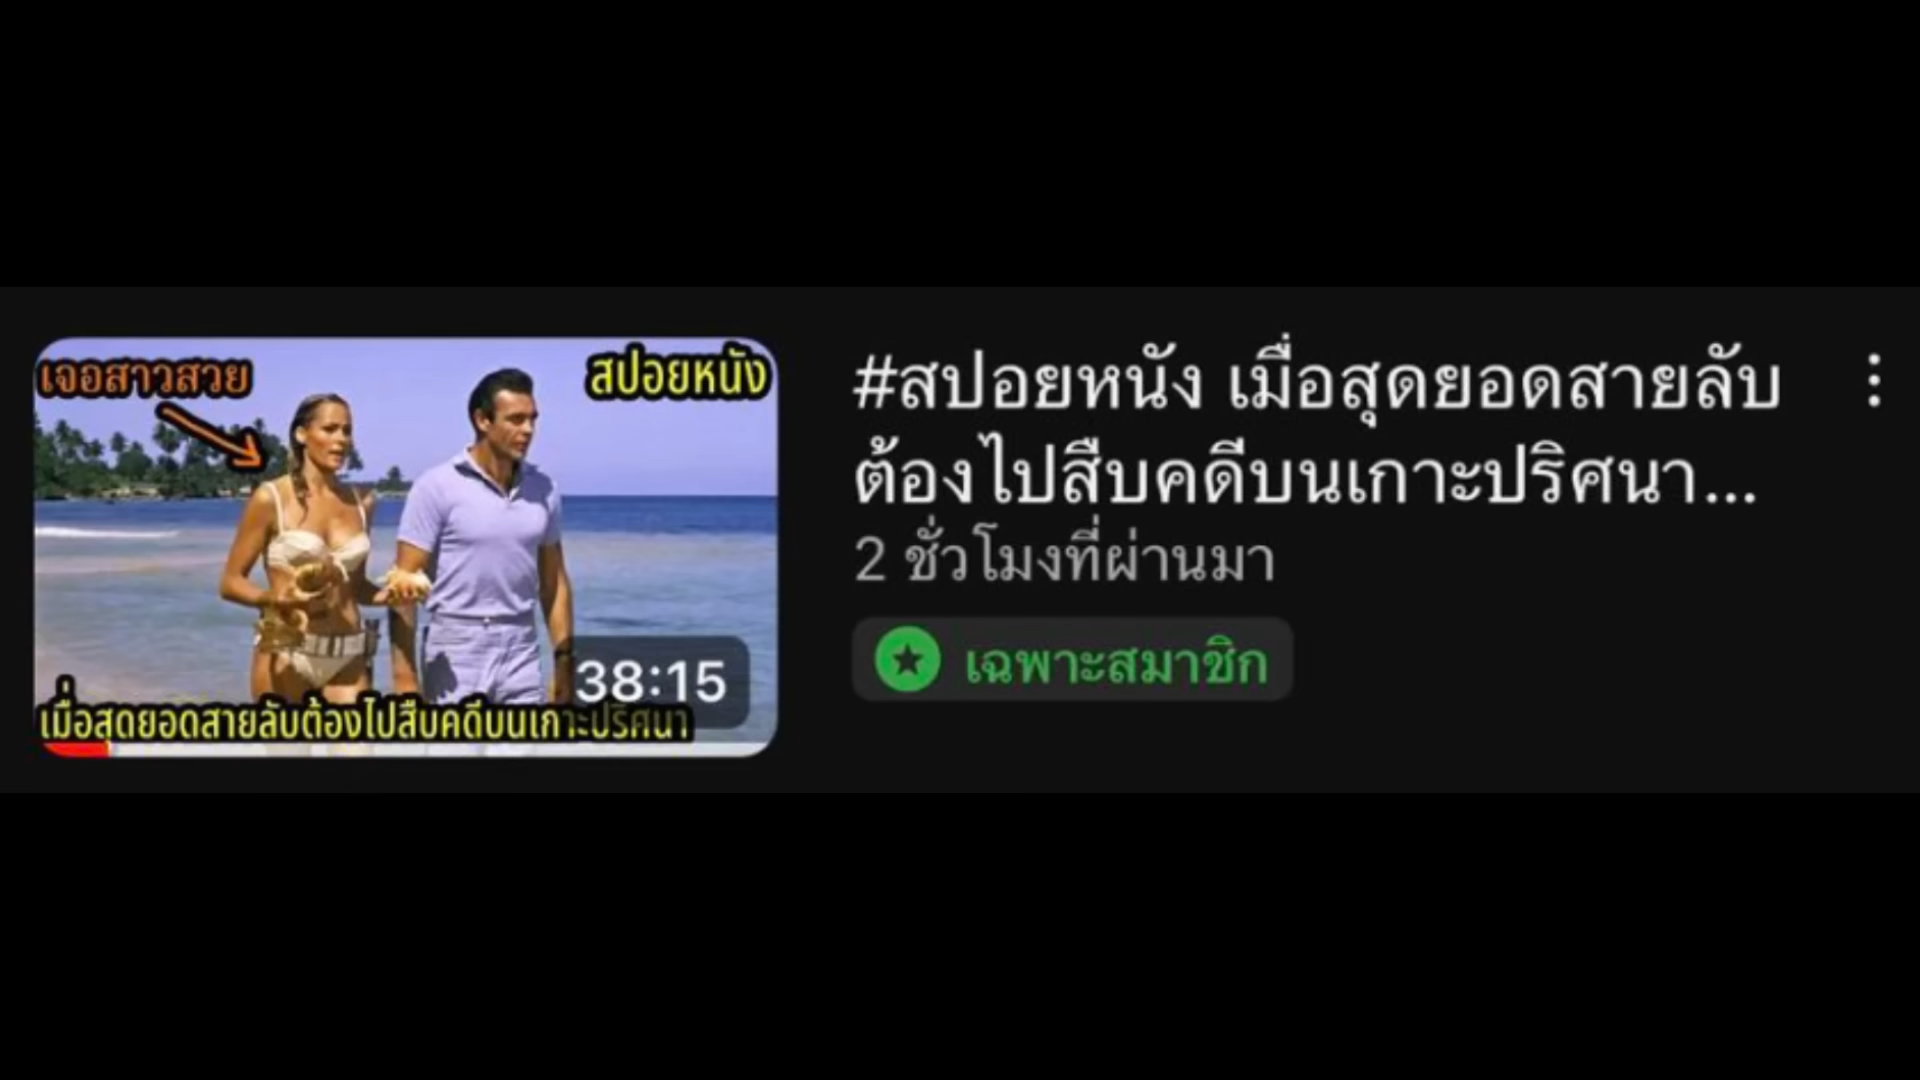 เจอสาวสวย
สปอยหนัง
38:15
เมื่อสุดยอดสายลับต้องไปสืบคดีบนเกาะปริศนา
#สปอยหนัง เมื่อสุดยอดสายลับ
ต้องไปสืบคดีบนเกาะปริศนา...
2 ชั่วโมงที่ผ่านมา
เฉพาะสมาชิก